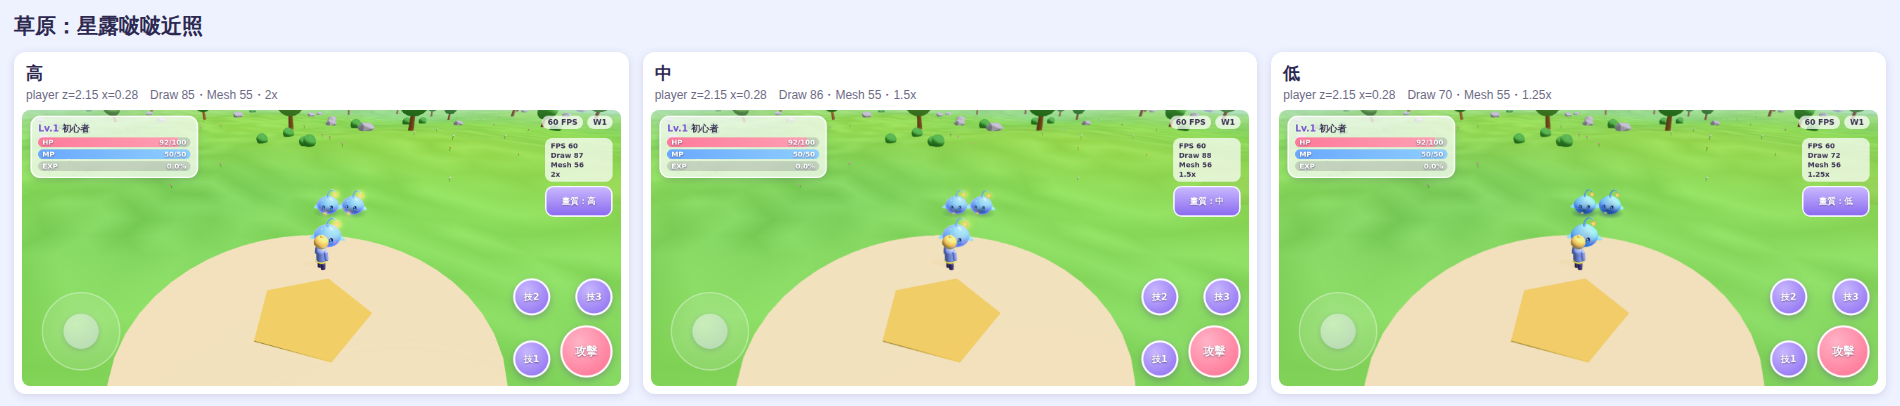 草原：星露啵啵近照
高
player z=2.15 x=0.28 Draw 85・Mesh 55・2x
Lv.1 初心者
HP 92/100
MP 50/50
EXP 0.0%
60 FPS W1
FPS 60
Draw 87
Mesh 56
2x
畫質：高
技2 技3
技1 攻擊
中
player z=2.15 x=0.28 Draw 86・Mesh 55・1.5x
Lv.1 初心者
HP 92/100
MP 50/50
EXP 0.0%
60 FPS W1
FPS 60
Draw 88
Mesh 56
1.5x
畫質：中
技2 技3
技1 攻擊
低
player z=2.15 x=0.28 Draw 70・Mesh 55・1.25x
Lv.1 初心者
HP 92/100
MP 50/50
EXP 0.0%
60 FPS W1
FPS 60
Draw 72
Mesh 56
1.25x
畫質：低
技2 技3
技1 攻擊